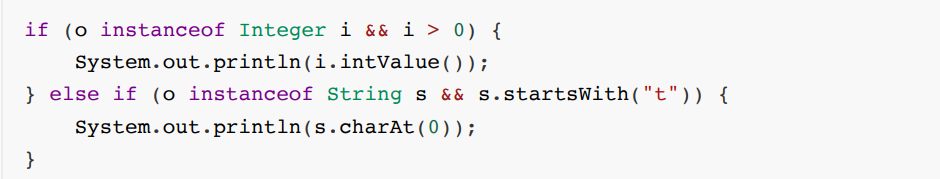 if (o instanceof Integer i && i > 0) {
    System.out.println(i.intValue());
} else if (o instanceof String s && s.startsWith("t")) {
    System.out.println(s.charAt(0));
}